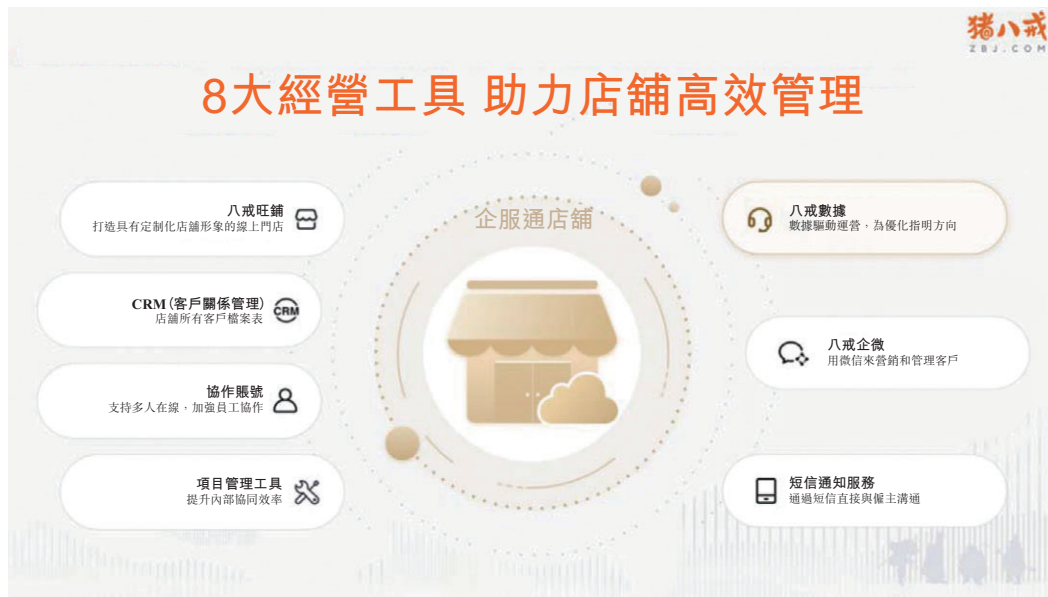 猪八戒
ZBJ.COM
8大經營工具 助力店舖高效管理
八戒旺鋪
打造具有定制化店舖形象的線上門店
CRM(客戶關係管理)
店舖所有客戶檔案表
CRM
協作賬號
支持多人在線，加強員工協作
項目管理工具
提升內部協同效率
企服通店舖
八戒數據
數據驅動運營，為優化指明方向
八戒企微
用微信來營銷和管理客戶
短信通知服務
通過短信直接與僱主溝通